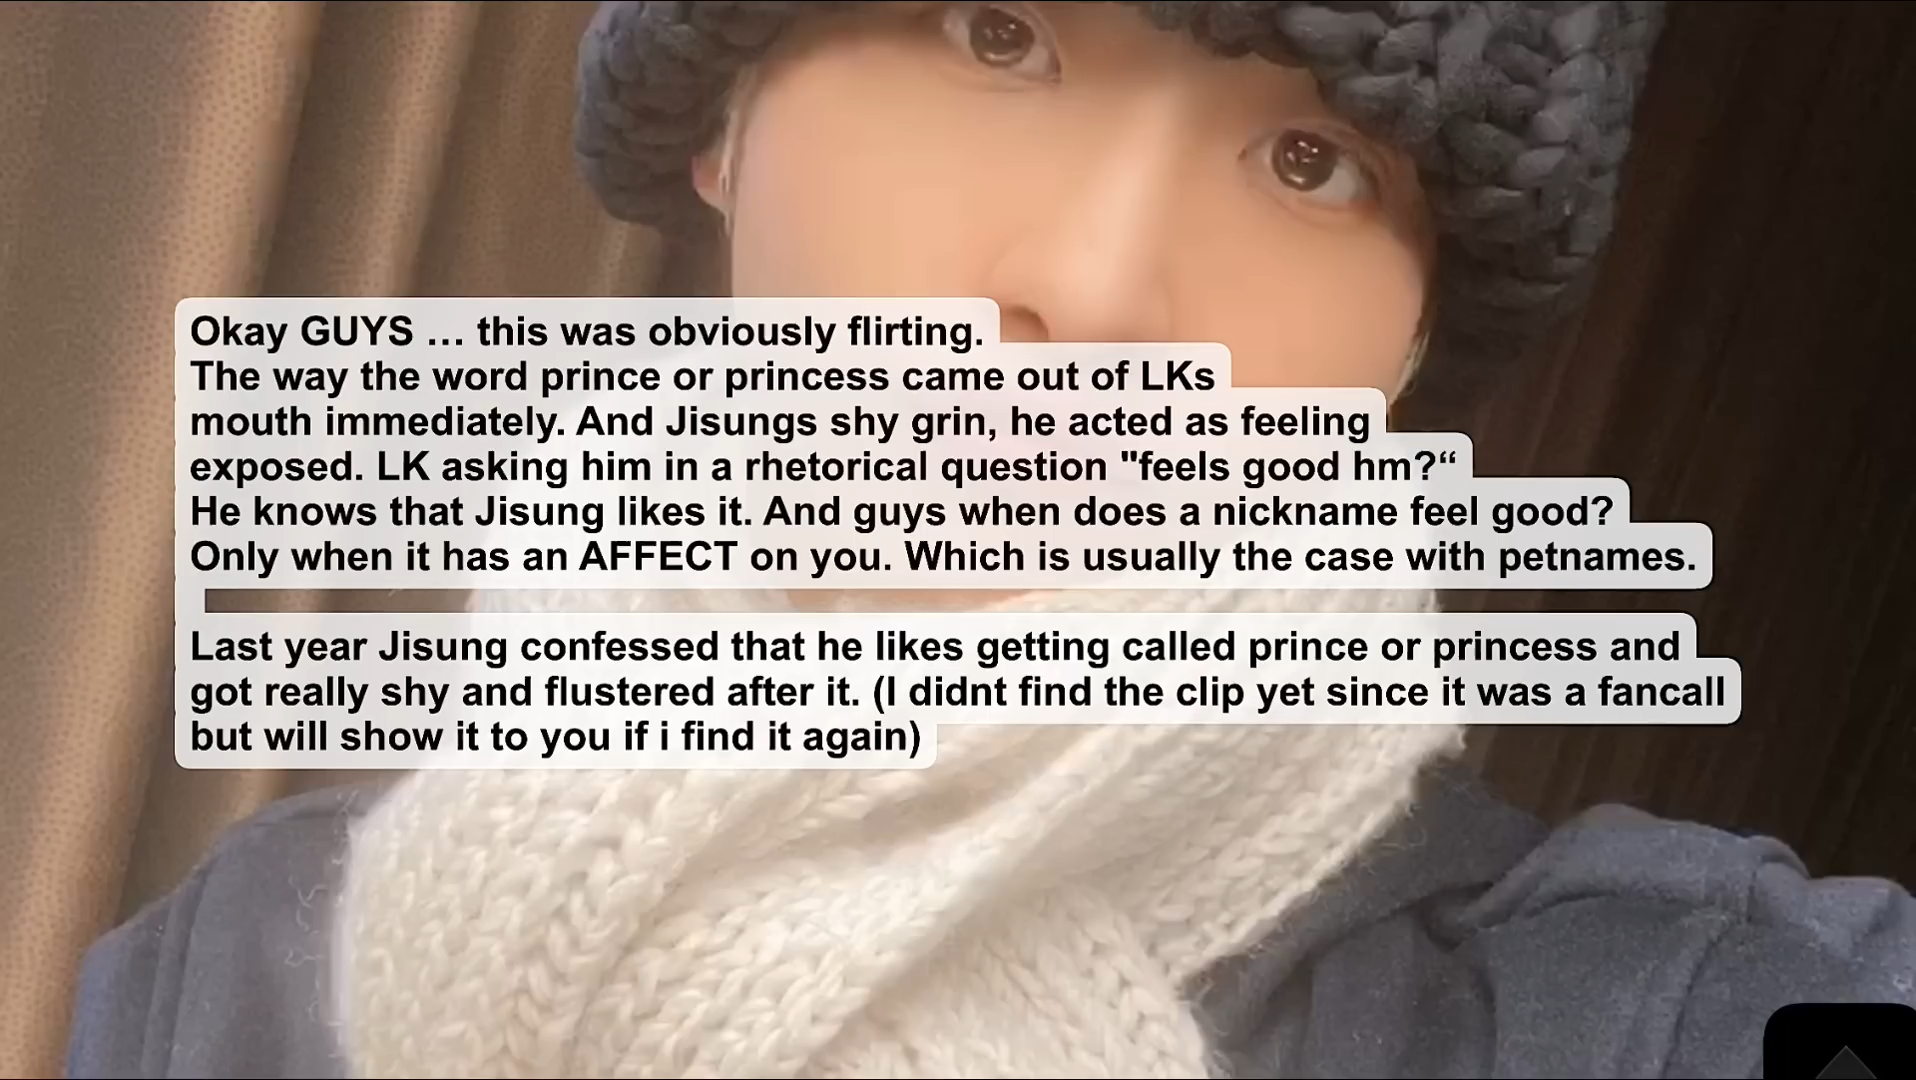 Okay GUYS ... this was obviously flirting.
The way the word prince or princess came out of LKs
mouth immediately. And Jisungs shy grin, he acted as feeling
exposed. LK asking him in a rhetorical question "feels good hm?“
He knows that Jisung likes it. And guys when does a nickname feel good?
Only when it has an AFFECT on you. Which is usually the case with petnames.
Last year Jisung confessed that he likes getting called prince or princess and
got really shy and flustered after it. (I didnt find the clip yet since it was a fancall
but will show it to you if i find it again)